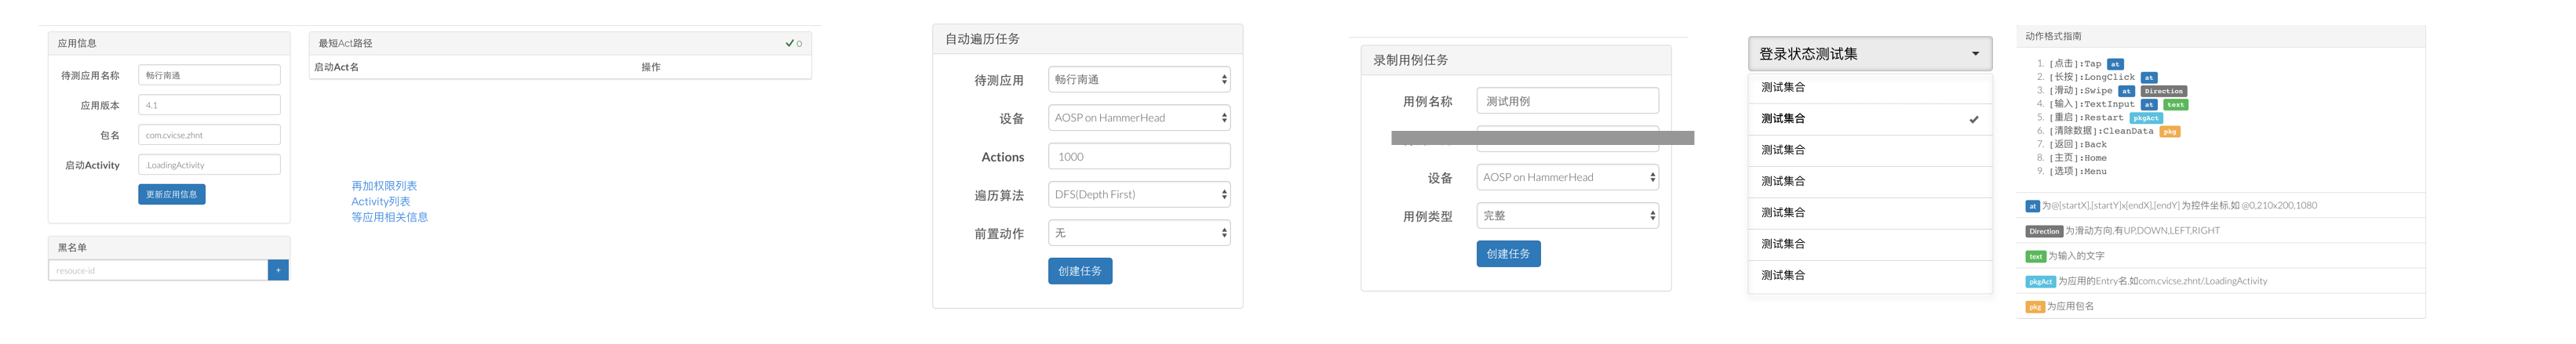 应用信息
待测应用名称 畅行南通
应用版本 4.1
包名 com.cvicse.zhnt
启动Activity .LoadingActivity
更新应用信息
黑名单
resouce-id +
最短Act路径 0
启动Act名 操作
再加权限列表
Activity列表
等应用相关信息
自动遍历任务
待测应用 畅行南通
设备 AOSP on HammerHead
Actions 1000
遍历算法 DFS(Depth First)
前置动作 无
创建任务
录制用例任务
用例名称 测试用例
设备 AOSP on HammerHead
用例类型 完整
创建任务
登录状态测试集
测试集合
测试集合
测试集合
测试集合
测试集合
测试集合
测试集合
动作格式指南
1. [点击]:Tap at
2. [长按]:LongClick at
3. [滑动]:Swipe at Direction
4. [输入]:TextInput at text
5. [重启]:Restart pkgAct
6. [清除数据]:CleanData pkg
7. [返回]:Back
8. [主页]:Home
9. [选项]:Menu
at 为@[startX],[startY]x[endX],[endY] 为控件坐标,如 @0,210x200,1080
Direction 为滑动方向,有UP,DOWN,LEFT,RIGHT
text 为输入的文字
pkgAct 为应用的Entry名,如com.cvicse.zhnt/.LoadingActivity
pkg 为应用包名